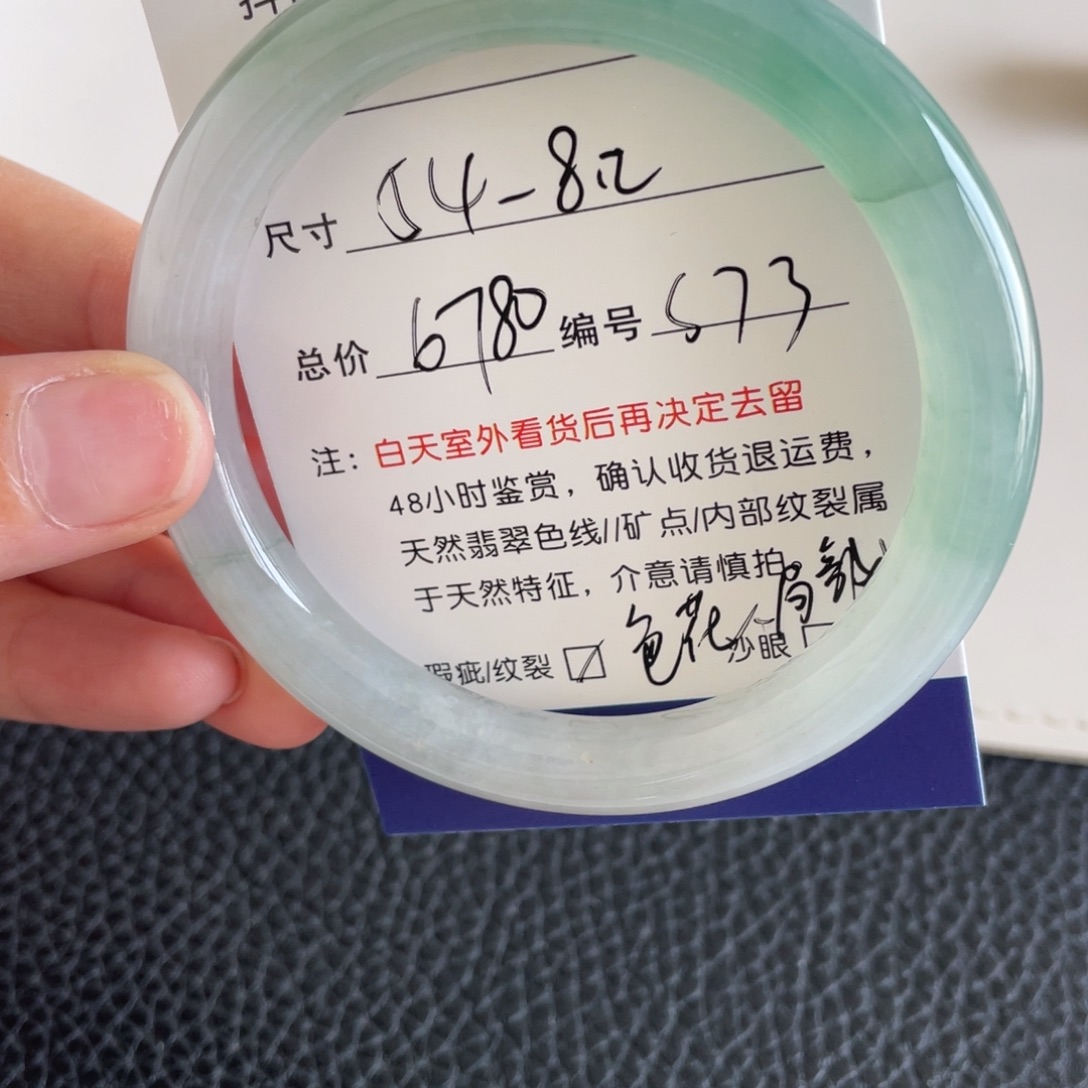 尺寸 54-8
总价 6780 编号 573
注：白天室外看货后再决定去留
48小时鉴赏，确认收货退运费，
天然翡翠色线//矿点/内部纹裂属
于天然特征，介意请慎拍。
瑕疵/纹裂 色花 局部 沙眼